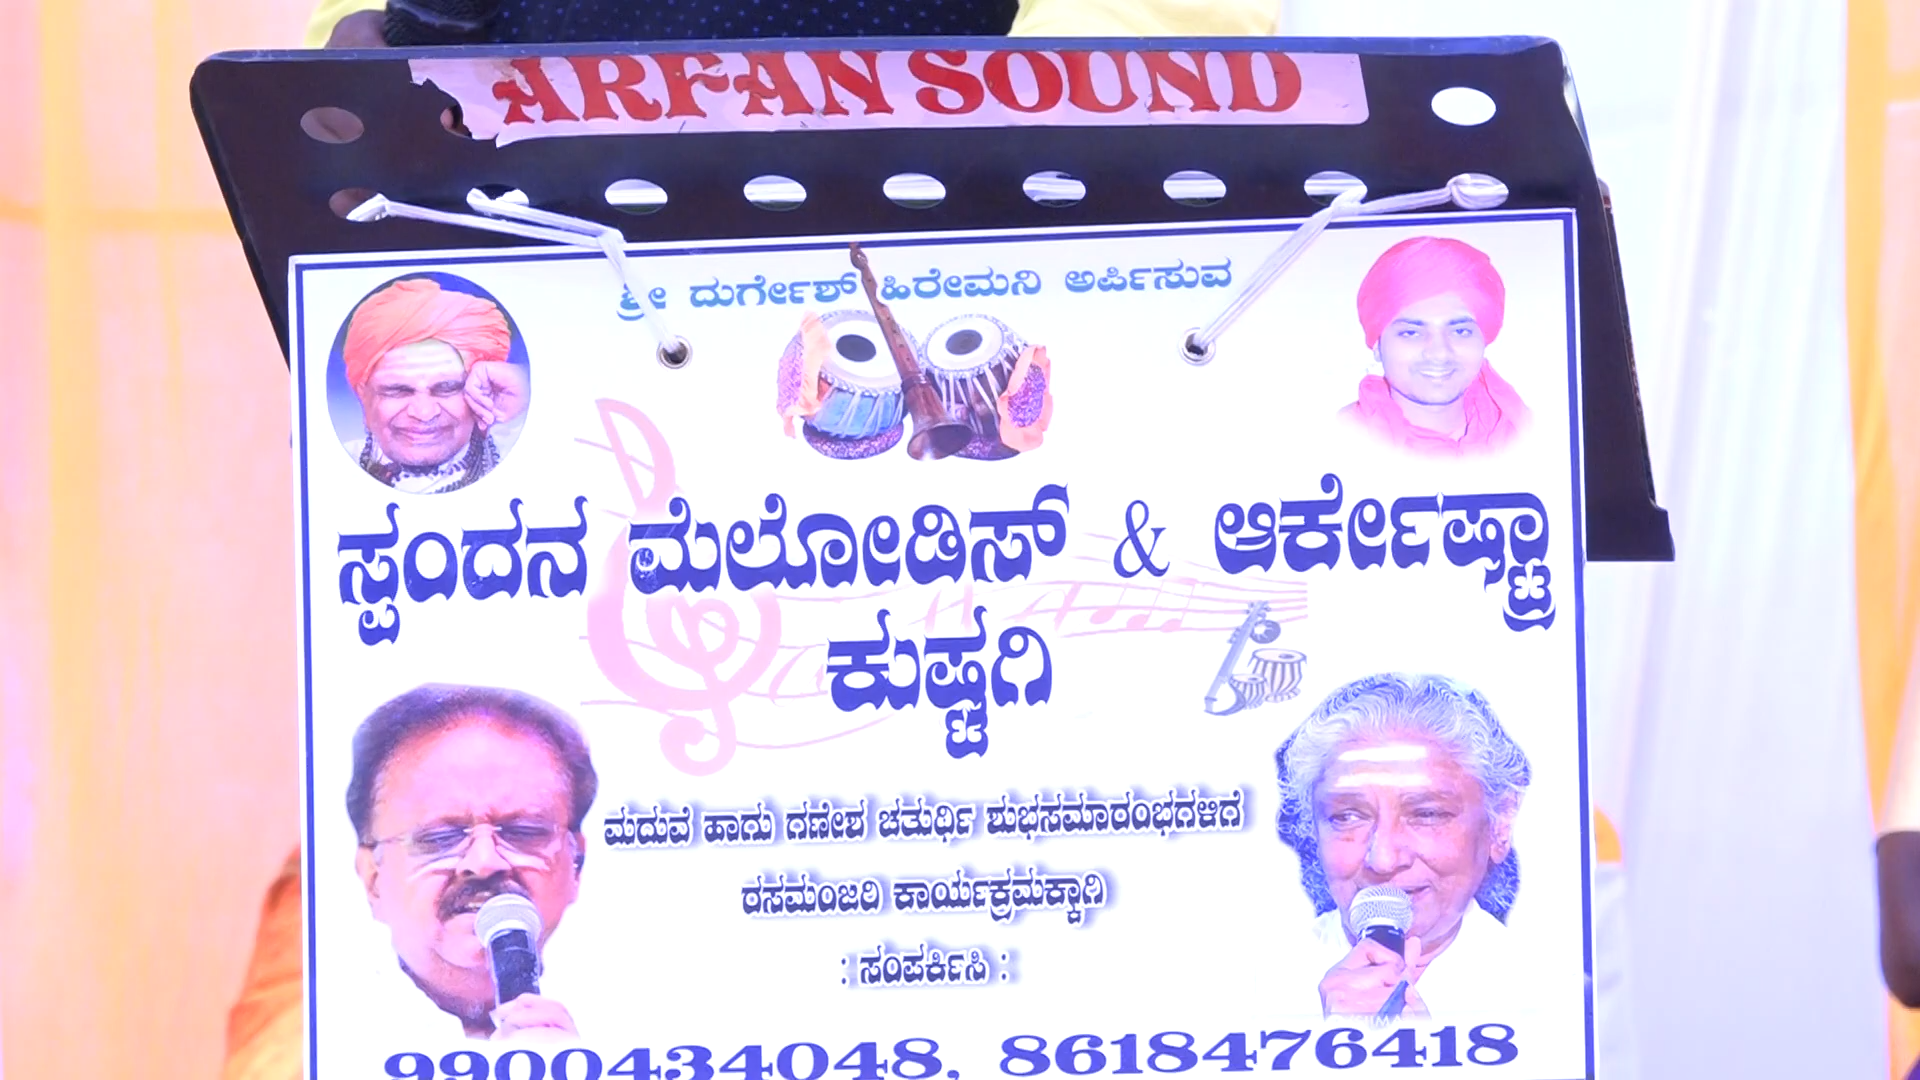 ARFAN SOUND
ಶ್ರೀ ದುರ್ಗೇಶ್ ಹಿರೇಮನಿ ಅರ್ಪಿಸುವ
ಸ್ಪಂದನ ಮೆಲೋಡಿಸ್ & ಆರ್ಕೇಷ್ಟ್ರಾ
ಕುಷ್ಟಗಿ
ಮದುವೆ ಹಾಗು ಗಣೇಶ ಚತುರ್ಥಿ ಶುಭಸಮಾರಂಭಗಳಿಗೆ
ರಸಮಂಜರಿ ಕಾರ್ಯಕ್ರಮಕ್ಕಾಗಿ
: ಸಂಪರ್ಕಿಸಿ :
9900434048, 8618476418